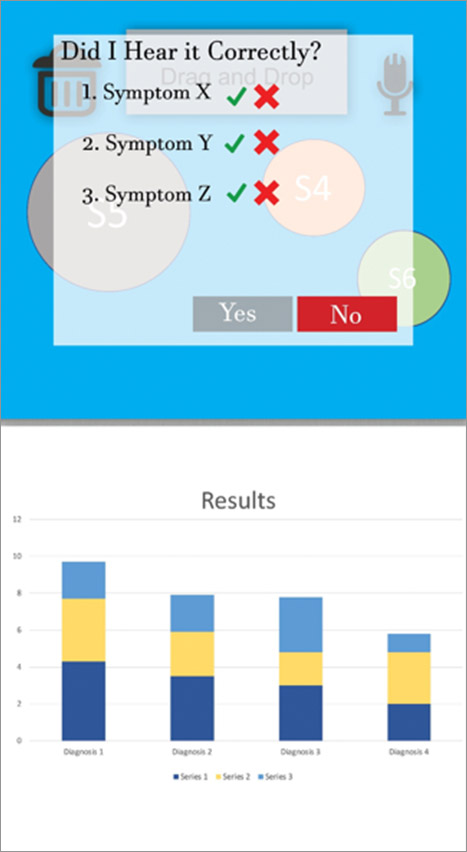 Did I Hear it Correctly?
Drag and Drop
1. Symptom X
2. Symptom Y
3. Symptom Z
S5
S4
S6
Yes
No
Results
12
10
8
6
4
2
0
Diagnosis 1
Diagnosis 2
Diagnosis 3
Diagnosis 4
Series 1
Series 2
Series 3